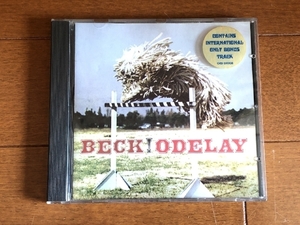 CONTAINS
INTERNATIONAL
ONLY BONUS
TRACK
BECK! ODELAY